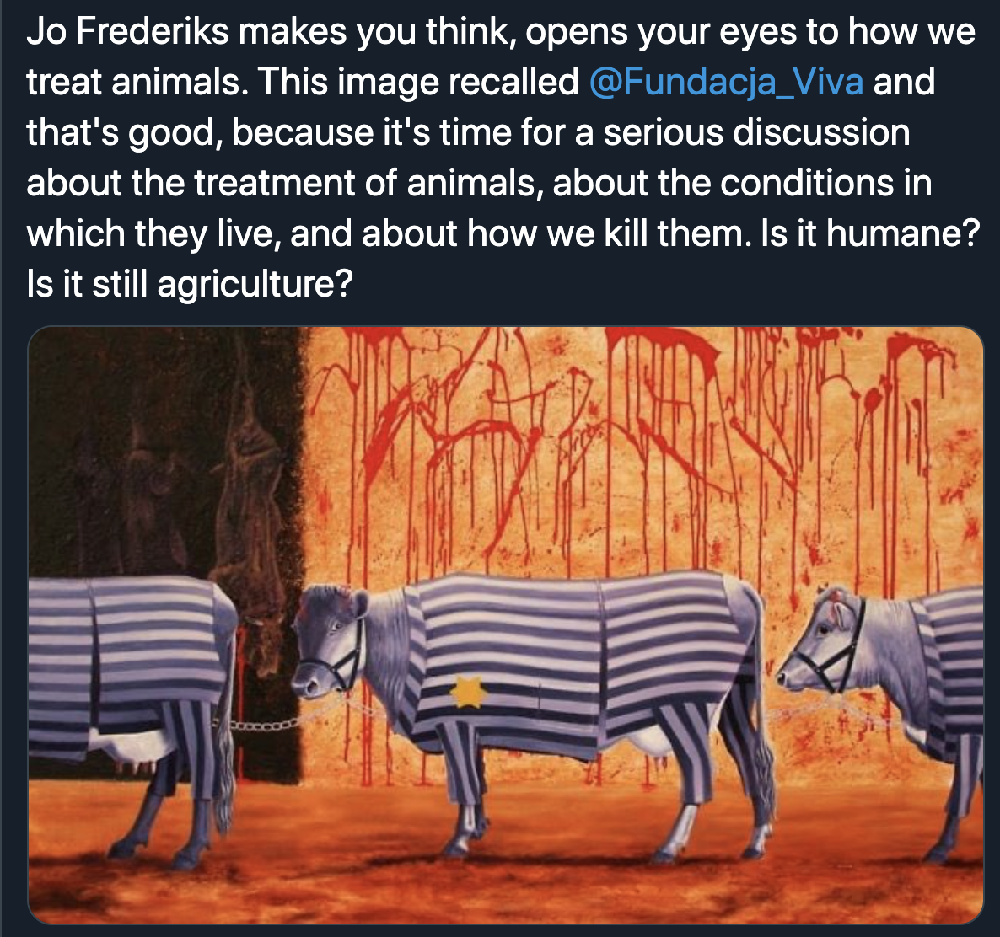 Jo Frederiks makes you think, opens your eyes to how we
treat animals. This image recalled @Fundacja_Viva and
that's good, because it's time for a serious discussion
about the treatment of animals, about the conditions in
which they live, and about how we kill them. Is it humane?
Is it still agriculture?